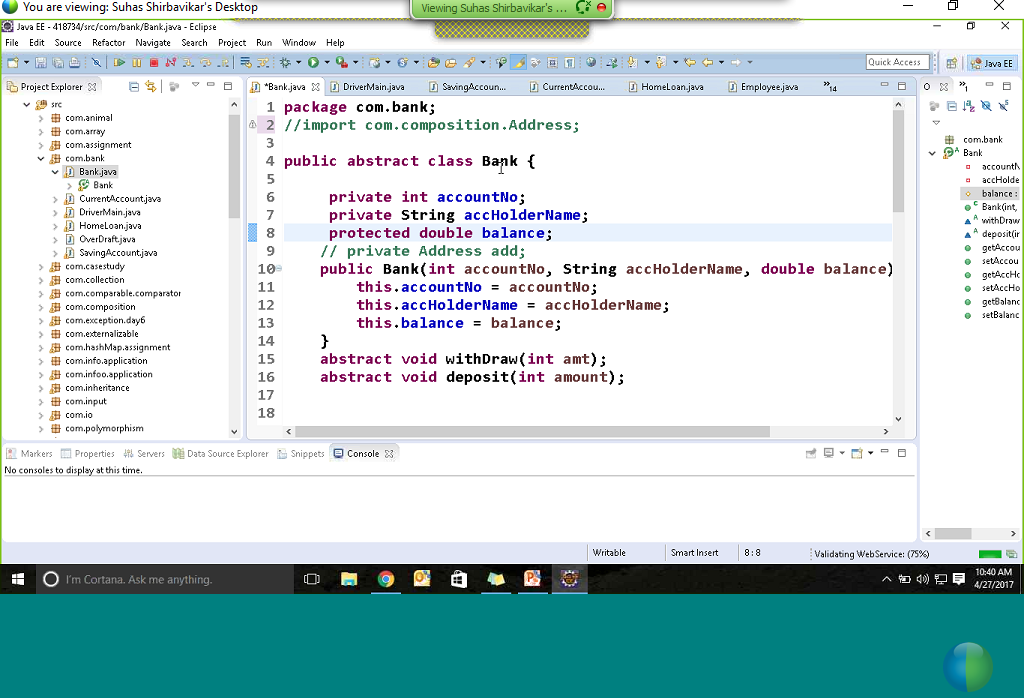 You are viewing: Suhas Shirbavikar's Desktop
Viewing Suhas Shirbavikar's ...
Java EE - 418734/src/com/bank/Bank.java - Eclipse
File Edit Source Refactor Navigate Search Project Run Window Help
Quick Access
Java EE
Project Explorer
*Bank.java
DriverMain.java
SavingAccoun...
CurrentAccou...
HomeLoan.java
Employee.java
»14
O
»1
src
com.animal
com.array
com.assignment
com.bank
Bank.java
Bank
CurrentAccount.java
DriverMain.java
HomeLoan.java
OverDraft.java
SavingAccount.java
com.casestudy
com.collection
com.comparable.comparator
com.composition
com.exception.day6
com.externalizable
com.hashMap.assignment
com.info.application
com.infoo.application
com.inheritance
com.input
com.io
com.polymorphism
1 package com.bank;
2 //import com.composition.Address;
3
4 public abstract class Bank {
5
6 private int accountNo;
7 private String accHolderName;
8 protected double balance;
9 // private Address add;
10 public Bank(int accountNo, String accHolderName, double balance)
11 this.accountNo = accountNo;
12 this.accHolderName = accHolderName;
13 this.balance = balance;
14 }
15 abstract void withDraw(int amt);
16 abstract void deposit(int amount);
17
18
com.bank
Bank
accountN
accHolde
balance :
Bank(int,
withDraw
deposit(ir
getAccou
setAccou
getAccHo
setAccHo
getBalanc
setBalanc
Markers Properties Servers Data Source Explorer Snippets Console
No consoles to display at this time.
Writable Smart Insert 8 : 8 Validating WebService: (75%)
I'm Cortana. Ask me anything.
10:40 AM
4/27/2017